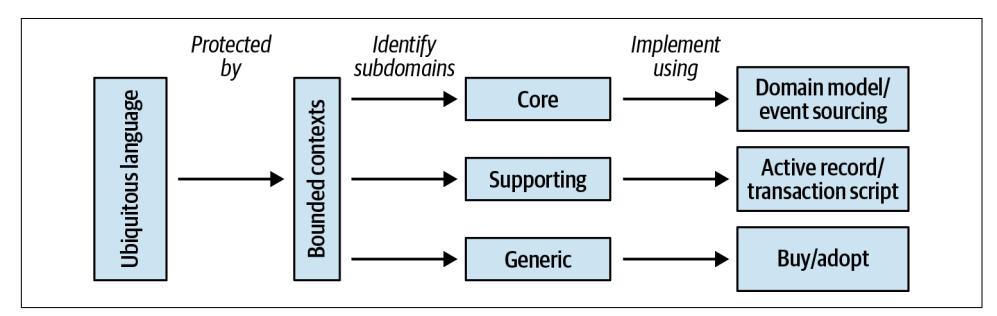 Protected
by
Identify
subdomains
Implement
using
Ubiquitous language
Bounded contexts
Core
Domain model/
event sourcing
Supporting
Active record/
transaction script
Generic
Buy/adopt